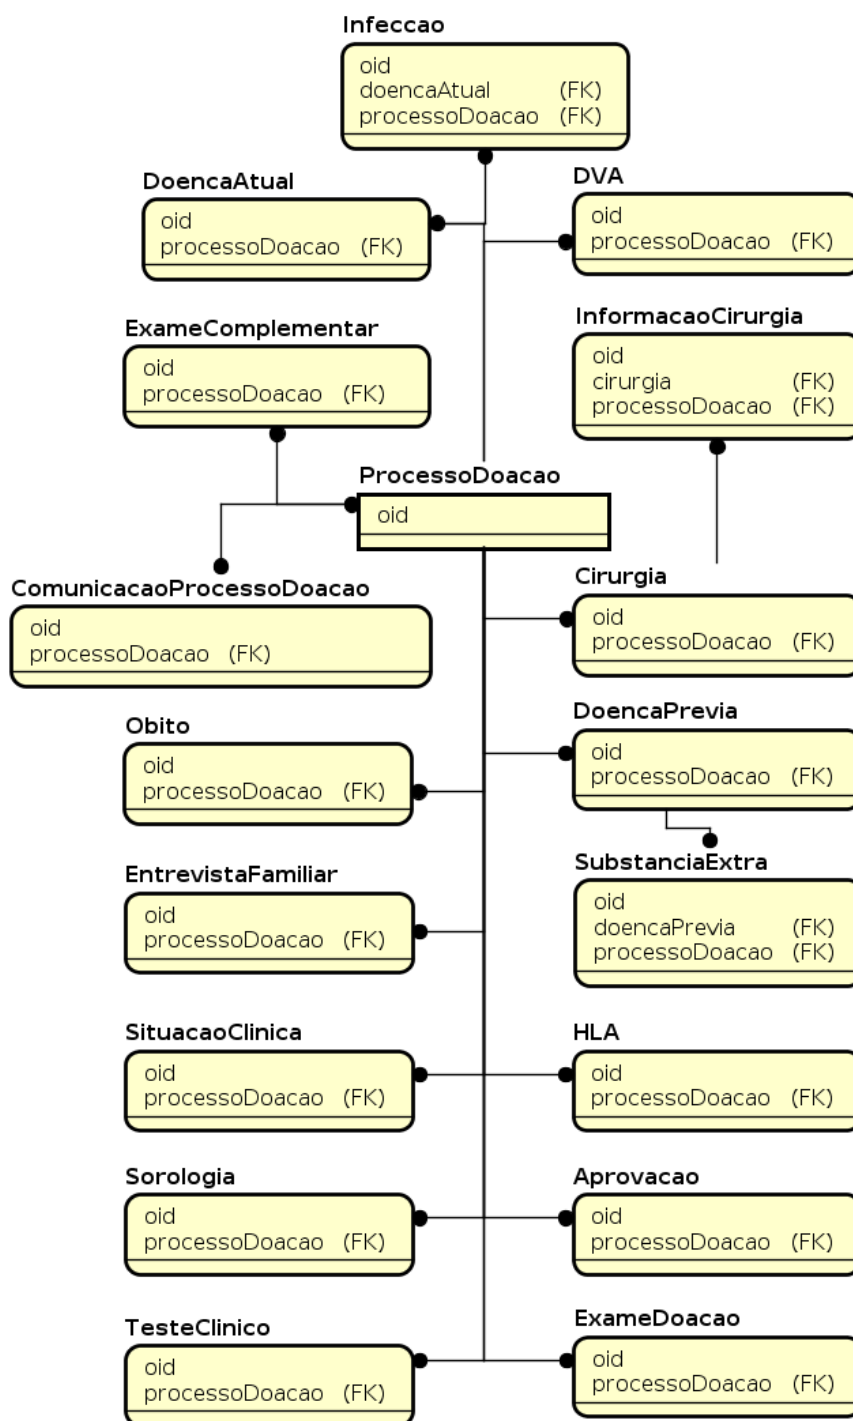 Infeccao
oid
doencaAtual (FK)
processoDoacao (FK)
DoencaAtual
oid
processoDoacao (FK)
DVA
oid
processoDoacao (FK)
ExameComplementar
oid
processoDoacao (FK)
InformacaoCirurgia
oid
cirurgia (FK)
processoDoacao (FK)
ProcessoDoacao
oid
ComunicacaoProcessoDoacao
oid
processoDoacao (FK)
Cirurgia
oid
processoDoacao (FK)
Obito
oid
processoDoacao (FK)
DoencaPrevia
oid
processoDoacao (FK)
EntrevistaFamiliar
oid
processoDoacao (FK)
SubstanciaExtra
oid
doencaPrevia (FK)
processoDoacao (FK)
SituacaoClinica
oid
processoDoacao (FK)
HLA
oid
processoDoacao (FK)
Sorologia
oid
processoDoacao (FK)
Aprovacao
oid
processoDoacao (FK)
TesteClinico
oid
processoDoacao (FK)
ExameDoacao
oid
processoDoacao (FK)